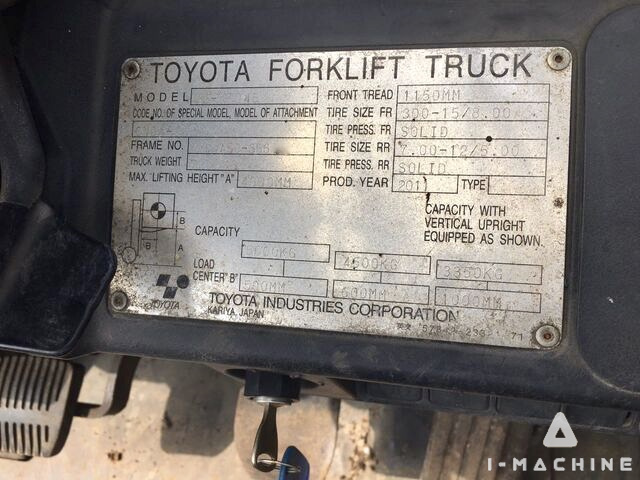 TOYOTA FORKLIFT TRUCK
MODEL FRONT TREAD 1150MM
CODE NO. OF SPECIAL MODEL, MODEL OF ATTACHMENT TIRE SIZE FR 300-15/8.00
TIRE PRESS. FR SOLID
FRAME NO. TIRE SIZE RR 7.00-12/5.00
TRUCK WEIGHT TIRE PRESS. RR SOLID
MAX. LIFTING HEIGHT "A" PROD. YEAR 2011 TYPE
CAPACITY WITH
VERTICAL UPRIGHT
EQUIPPED AS SHOWN.
B
B A
CAPACITY 4500KG 3350KG
LOAD
CENTER "B" 500MM 600MM 1000MM
TOYOTA
TOYOTA INDUSTRIES CORPORATION
KARIYA, JAPAN
71
I-MACHINE